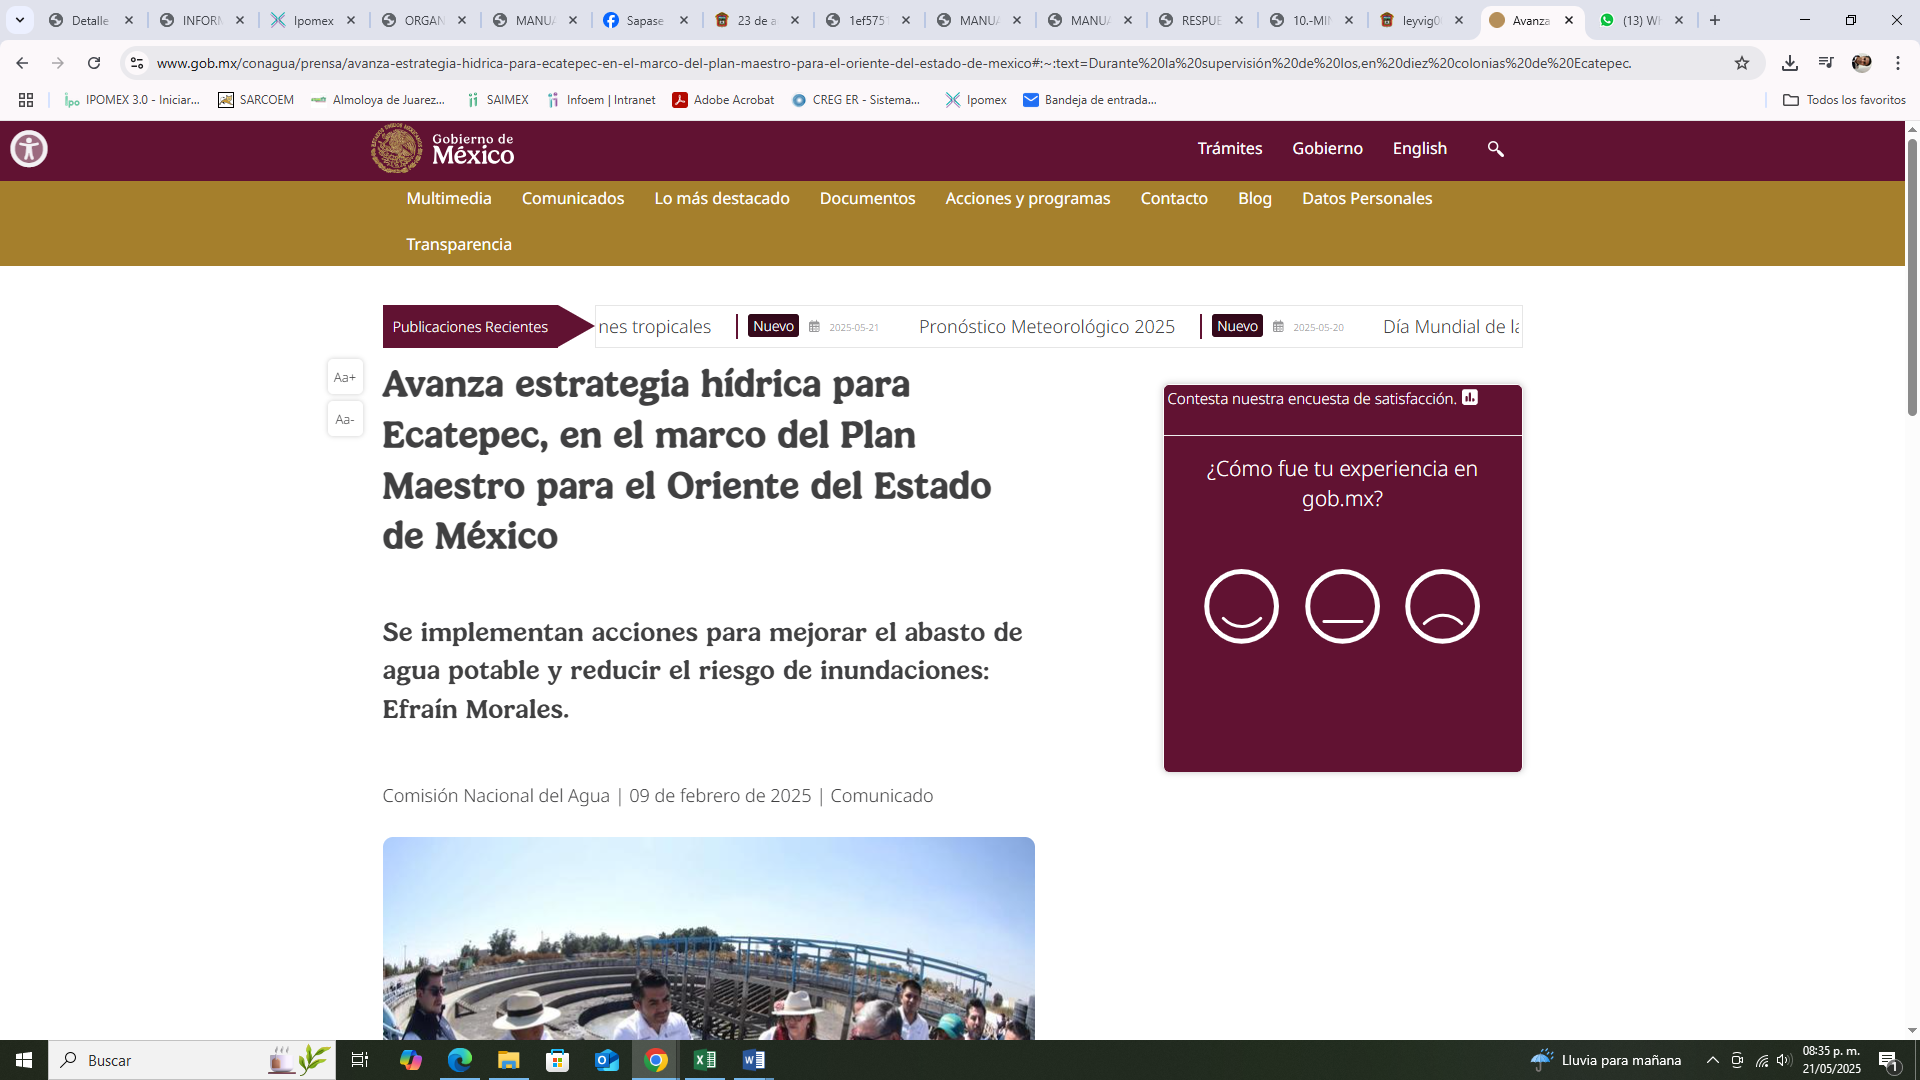 Detalle
INFORM
Ipomex
ORGAN
MANUA
Sapase
23 de a
1ef5751
MANUA
MANUA
RESPUE
10.-MIN
leyvig0
Avanza
(13) Wh
www.gob.mx/conagua/prensa/avanza-estrategia-hidrica-para-ecatepec-en-el-marco-del-plan-maestro-para-el-oriente-del-estado-de-mexico#:~:text=Durante%20la%20supervisión%20de%20los,en%20diez%20colonias%20de%20Ecatepec.
IPOMEX 3.0 - Iniciar...
SARCOEM
Almoloya de Juarez...
SAIMEX
Infoem | Intranet
Adobe Acrobat
CREG ER - Sistema...
Ipomex
Bandeja de entrada...
Todos los favoritos
Gobierno de
México
Trámites
Gobierno
English
Multimedia
Comunicados
Lo más destacado
Documentos
Acciones y programas
Contacto
Blog
Datos Personales
Transparencia
Publicaciones Recientes
nes tropicales
Nuevo
2025-05-21
Pronóstico Meteorológico 2025
Nuevo
2025-05-20
Día Mundial de la
Aa+
Aa-
Avanza estrategia hídrica para
Ecatepec, en el marco del Plan
Maestro para el Oriente del Estado
de México
Se implementan acciones para mejorar el abasto de
agua potable y reducir el riesgo de inundaciones:
Efraín Morales.
Comisión Nacional del Agua | 09 de febrero de 2025 | Comunicado
Contesta nuestra encuesta de satisfacción.
¿Cómo fue tu experiencia en
gob.mx?
Buscar
Lluvia para mañana
08:35 p. m.
21/05/2025
1